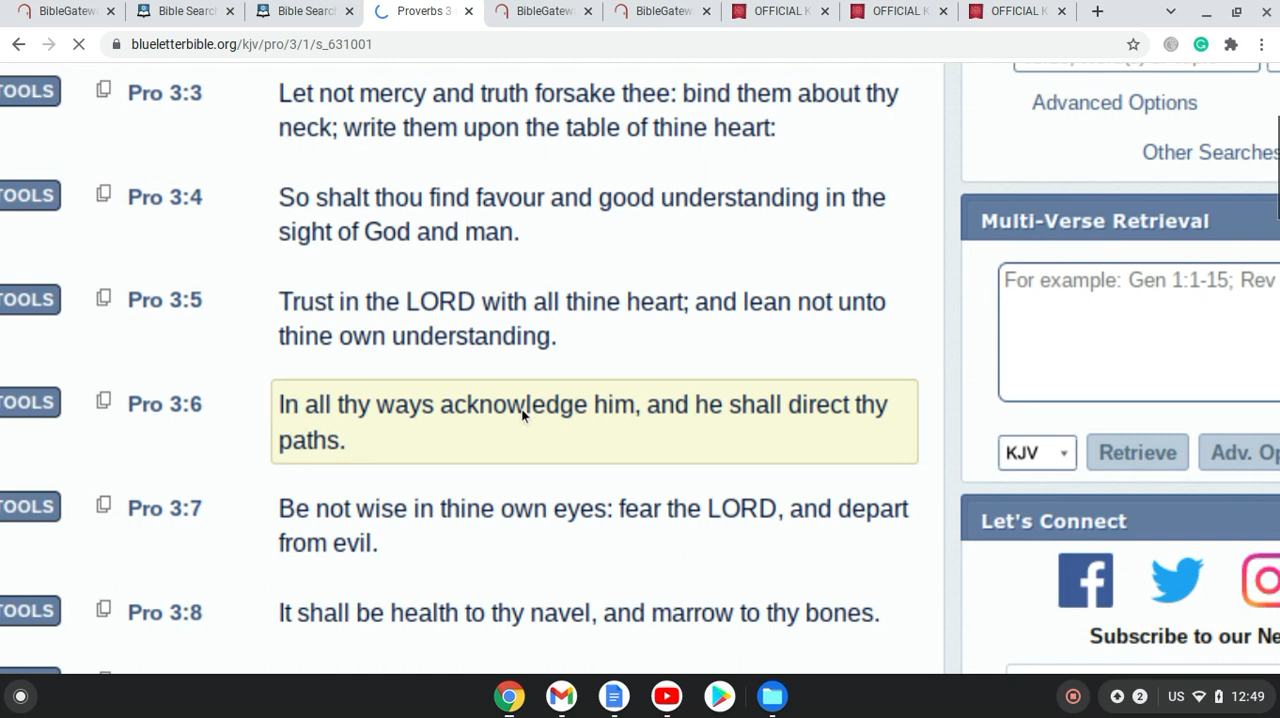 BibleGatew
Bible Searc
Bible Searc
Proverbs 3
BibleGatew
BibleGatew
OFFICIAL K
OFFICIAL K
OFFICIAL K
blueletterbible.org/kjv/pro/3/1/s_631001
TOOLS
Pro 3:3
Let not mercy and truth forsake thee: bind them about thy
neck; write them upon the table of thine heart:
TOOLS
Pro 3:4
So shalt thou find favour and good understanding in the
sight of God and man.
TOOLS
Pro 3:5
Trust in the LORD with all thine heart; and lean not unto
thine own understanding.
TOOLS
Pro 3:6
In all thy ways acknowledge him, and he shall direct thy
paths.
TOOLS
Pro 3:7
Be not wise in thine own eyes: fear the LORD, and depart
from evil.
TOOLS
Pro 3:8
It shall be health to thy navel, and marrow to thy bones.
Advanced Options
Other Searches
Multi-Verse Retrieval
For example: Gen 1:1-15; Rev
KJV
Retrieve
Adv. Op
Let's Connect
Subscribe to our Ne
2
US
12:49